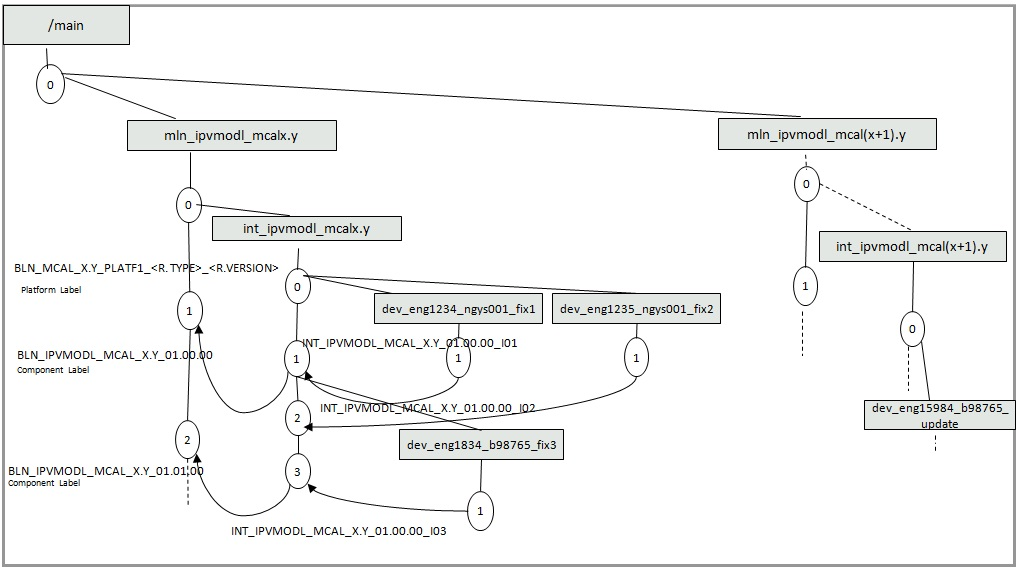 /main
0
mln_ipvmodl_mcalx.y
mln_ipvmodl_mcal(x+1).y
0
0
int_ipvmodl_mcalx.y
int_ipvmodl_mcal(x+1).y
BLN_MCAL_X.Y_PLATF1_<R.TYPE>_<R.VERSION>
Platform Label
0
1
1
dev_eng1234_ngys001_fix1
dev_eng1235_ngys001_fix2
0
INT_IPVMODL_MCAL_X.Y_01.00.00_I01
BLN_IPVMODL_MCAL_X.Y_01.00.00
Component Label
1
1
1
INT_IPVMODL_MCAL_X.Y_01.00.00_I02
2
dev_eng15984_b98765_
update
2
dev_eng1834_b98765_fix3
BLN_IPVMODL_MCAL_X.Y_01.01.00
Component Label
3
1
INT_IPVMODL_MCAL_X.Y_01.00.00_I03